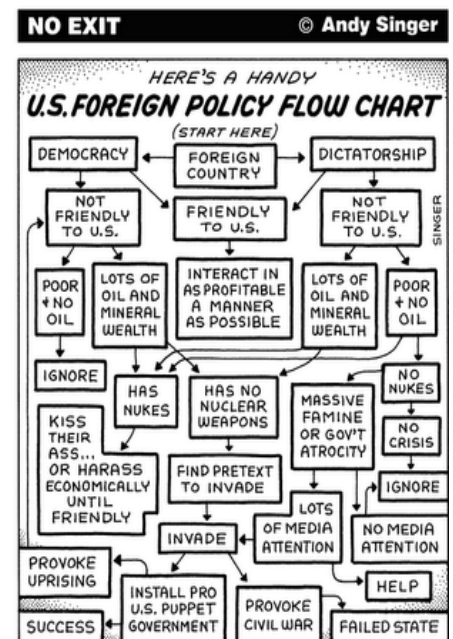 NO EXIT © Andy Singer
HERE'S A HANDY
U.S. FOREIGN POLICY FLOW CHART
(START HERE)
DEMOCRACY
FOREIGN
COUNTRY
DICTATORSHIP
NOT
FRIENDLY
TO U.S.
FRIENDLY
TO U.S.
NOT
FRIENDLY
TO U.S.
SINGER
POOR
+ NO
OIL
LOTS OF
OIL AND
MINERAL
WEALTH
INTERACT IN
AS PROFITABLE
A MANNER
AS POSSIBLE
LOTS OF
OIL AND
MINERAL
WEALTH
POOR
+ NO
OIL
IGNORE
HAS
NUKES
HAS NO
NUCLEAR
WEAPONS
MASSIVE
FAMINE
OR GOV'T
ATROCITY
NO
NUKES
NO
CRISIS
IGNORE
KISS
THEIR
ASS...
OR HARASS
ECONOMICALLY
UNTIL
FRIENDLY
FIND PRETEXT
TO INVADE
INVADE
LOTS
OF MEDIA
ATTENTION
NO MEDIA
ATTENTION
HELP
PROVOKE
UPRISING
INSTALL PRO
U.S. PUPPET
GOVERNMENT
PROVOKE
CIVIL WAR
SUCCESS
FAILED STATE